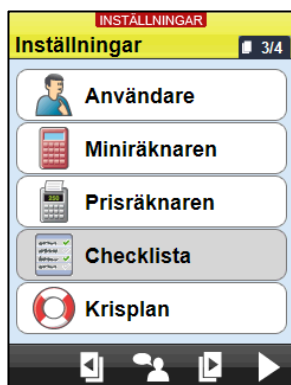 INSTÄLLNINGAR
Inställningar 3/4
Användare
Miniräknaren
Prisräknaren
Checklista
Krisplan